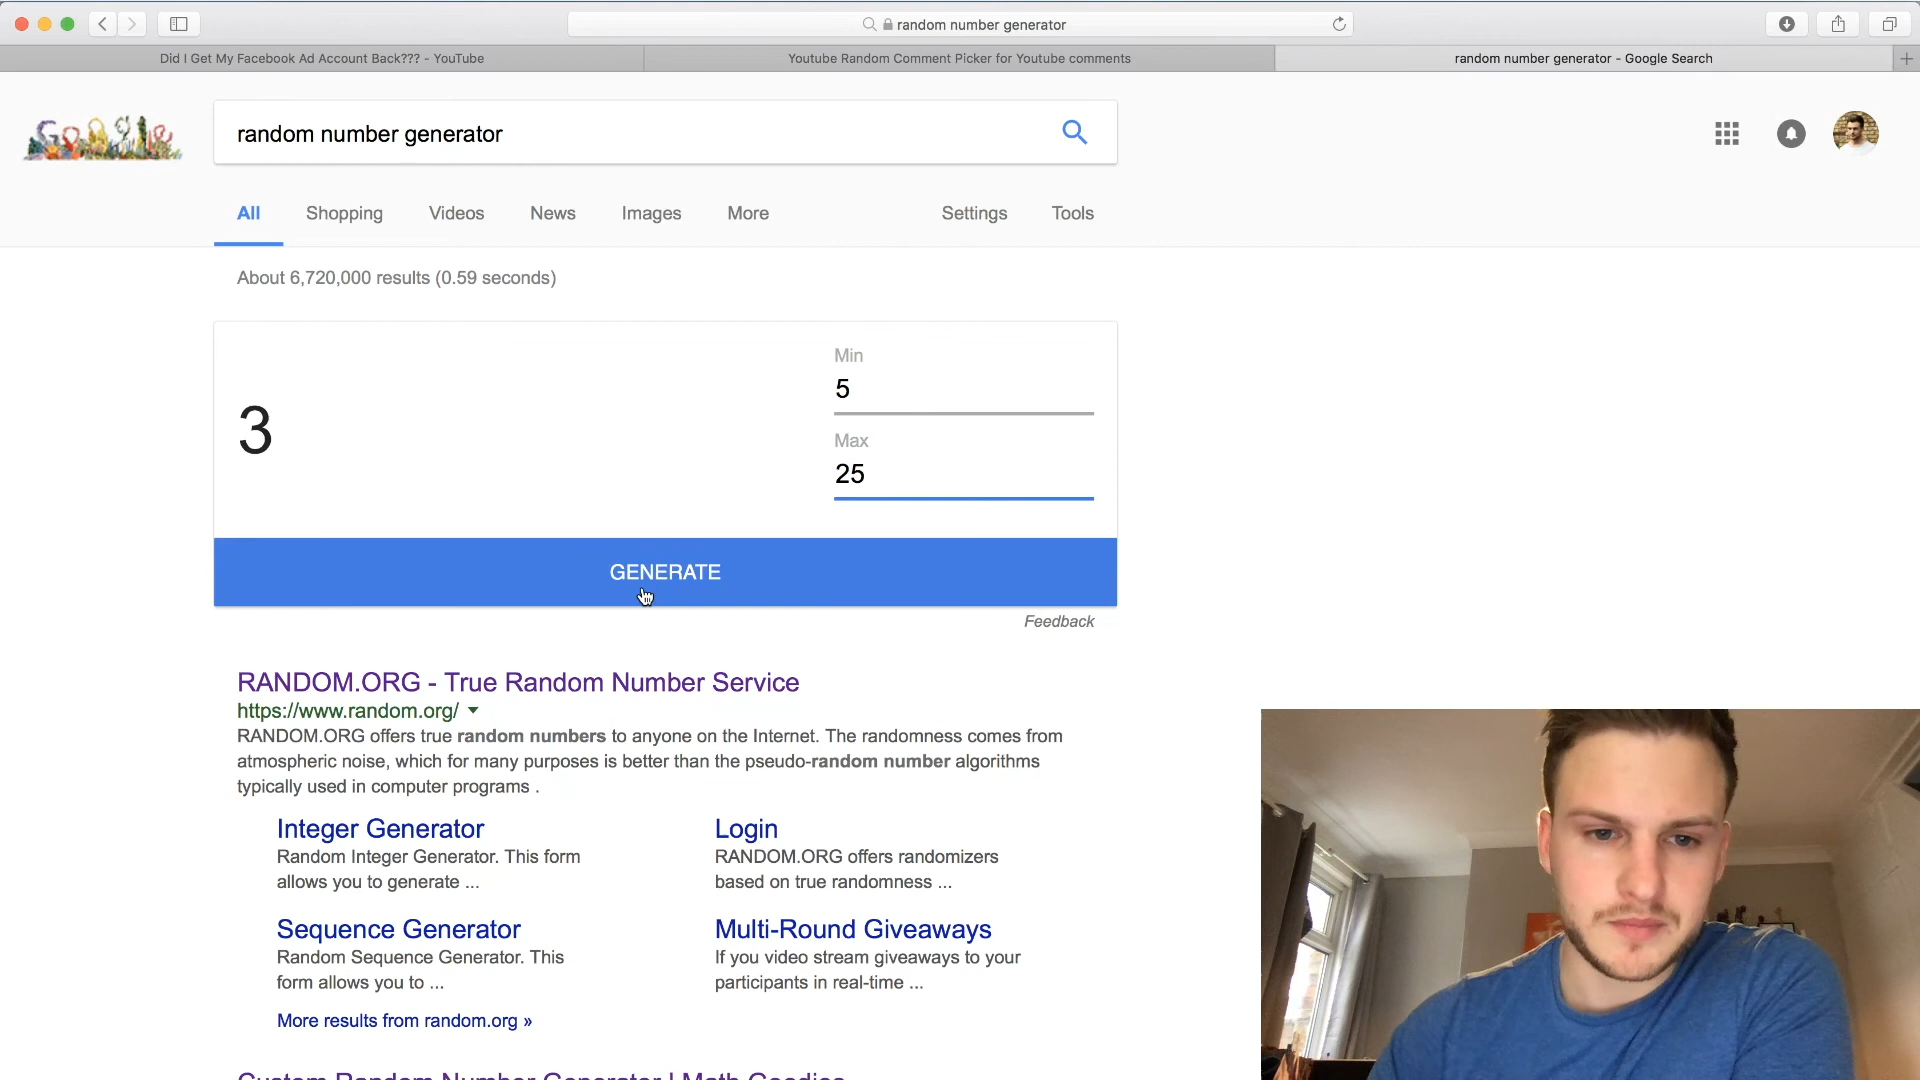 random number generator
Did I Get My Facebook Ad Account Back??? - YouTube
Youtube Random Comment Picker for Youtube comments
random number generator - Google Search
Google
random number generator
All
Shopping
Videos
News
Images
More
Settings
Tools
About 6,720,000 results (0.59 seconds)
Min
5
3
Max
25
GENERATE
Feedback
RANDOM.ORG - True Random Number Service
https://www.random.org/
RANDOM.ORG offers true random numbers to anyone on the Internet. The randomness comes from
atmospheric noise, which for many purposes is better than the pseudo-random number algorithms
typically used in computer programs .
Integer Generator
Random Integer Generator. This form
allows you to generate ...
Login
RANDOM.ORG offers randomizers
based on true randomness ...
Sequence Generator
Random Sequence Generator. This
form allows you to ...
Multi-Round Giveaways
If you video stream giveaways to your
participants in real-time ...
More results from random.org »
Custom Random Number Generator | Math Goodies